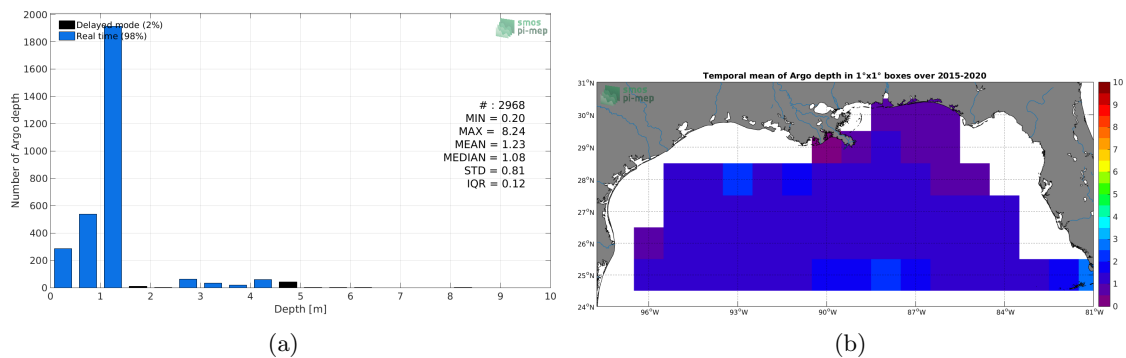 Delayed mode (2%)
Real time (98%)
smos
pi-mep
Number of Argo depth
2000
1800
1600
1400
1200
1000
800
600
400
200
0
# : 2968
MIN = 0.20
MAX = 8.24
MEAN = 1.23
MEDIAN = 1.08
STD = 0.81
IQR = 0.12
0 1 2 3 4 5 6 7 8 9 10
Depth [m]
(a)
Temporal mean of Argo depth in 1°x1° boxes over 2015-2020
smos
pi-mep
31°N
30°N
29°N
28°N
27°N
26°N
25°N
24°N
96°W 93°W 90°W 87°W 84°W 81°W
10
9
8
7
6
5
4
3
2
1
0
(b)